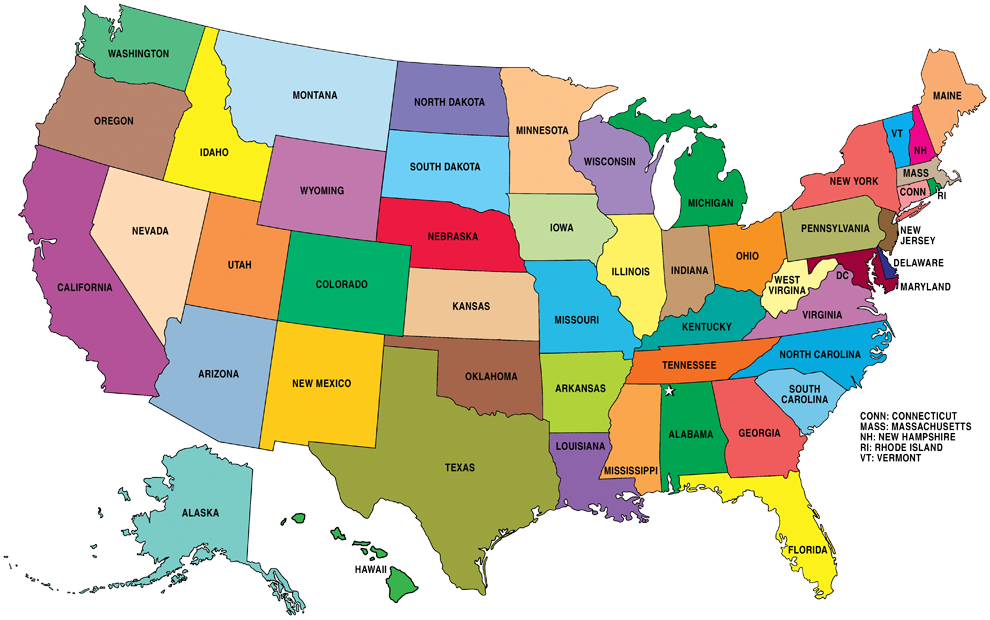 WASHINGTON
OREGON
CALIFORNIA
NEVADA
IDAHO
MONTANA
WYOMING
UTAH
COLORADO
ARIZONA
NEW MEXICO
NORTH DAKOTA
SOUTH DAKOTA
NEBRASKA
KANSAS
OKLAHOMA
TEXAS
MINNESOTA
IOWA
MISSOURI
ARKANSAS
LOUISIANA
WISCONSIN
ILLINOIS
MICHIGAN
INDIANA
OHIO
KENTUCKY
TENNESSEE
MISSISSIPPI
ALABAMA
GEORGIA
FLORIDA
SOUTH
CAROLINA
NORTH CAROLINA
VIRGINIA
WEST
VIRGINA
DC
PENNSYLVANIA
NEW YORK
VT
NH
MAINE
MASS
CONN
RI
NEW
JERSEY
DELAWARE
MARYLAND
ALASKA
HAWAII
CONN: CONNECTICUT
MASS: MASSACHUSETTS
NH: NEW HAMPSHIRE
RI: RHODE ISLAND
VT: VERMONT